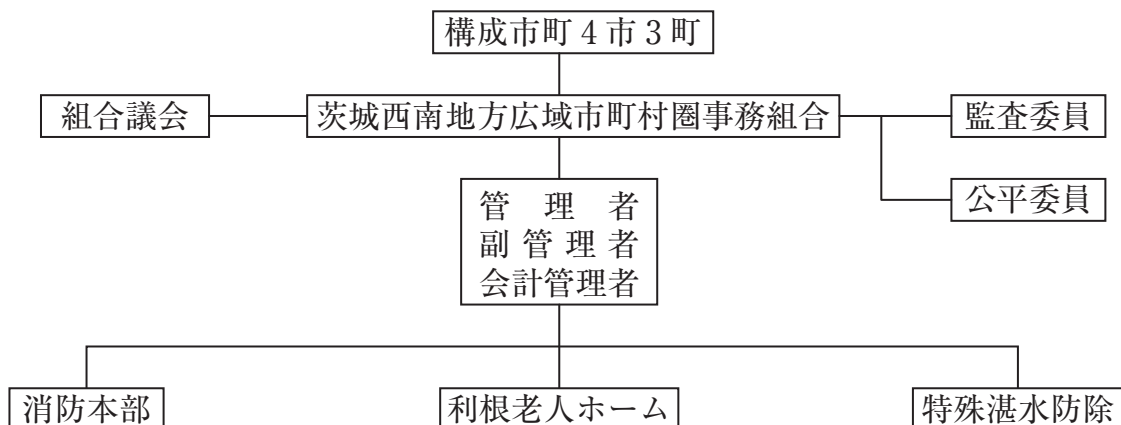 構成市町４市３町
組合議会
茨城西南地方広域市町村圏事務組合
監査委員
公平委員
管理者
副管理者
会計管理者
消防本部
利根老人ホーム
特殊湛水防除